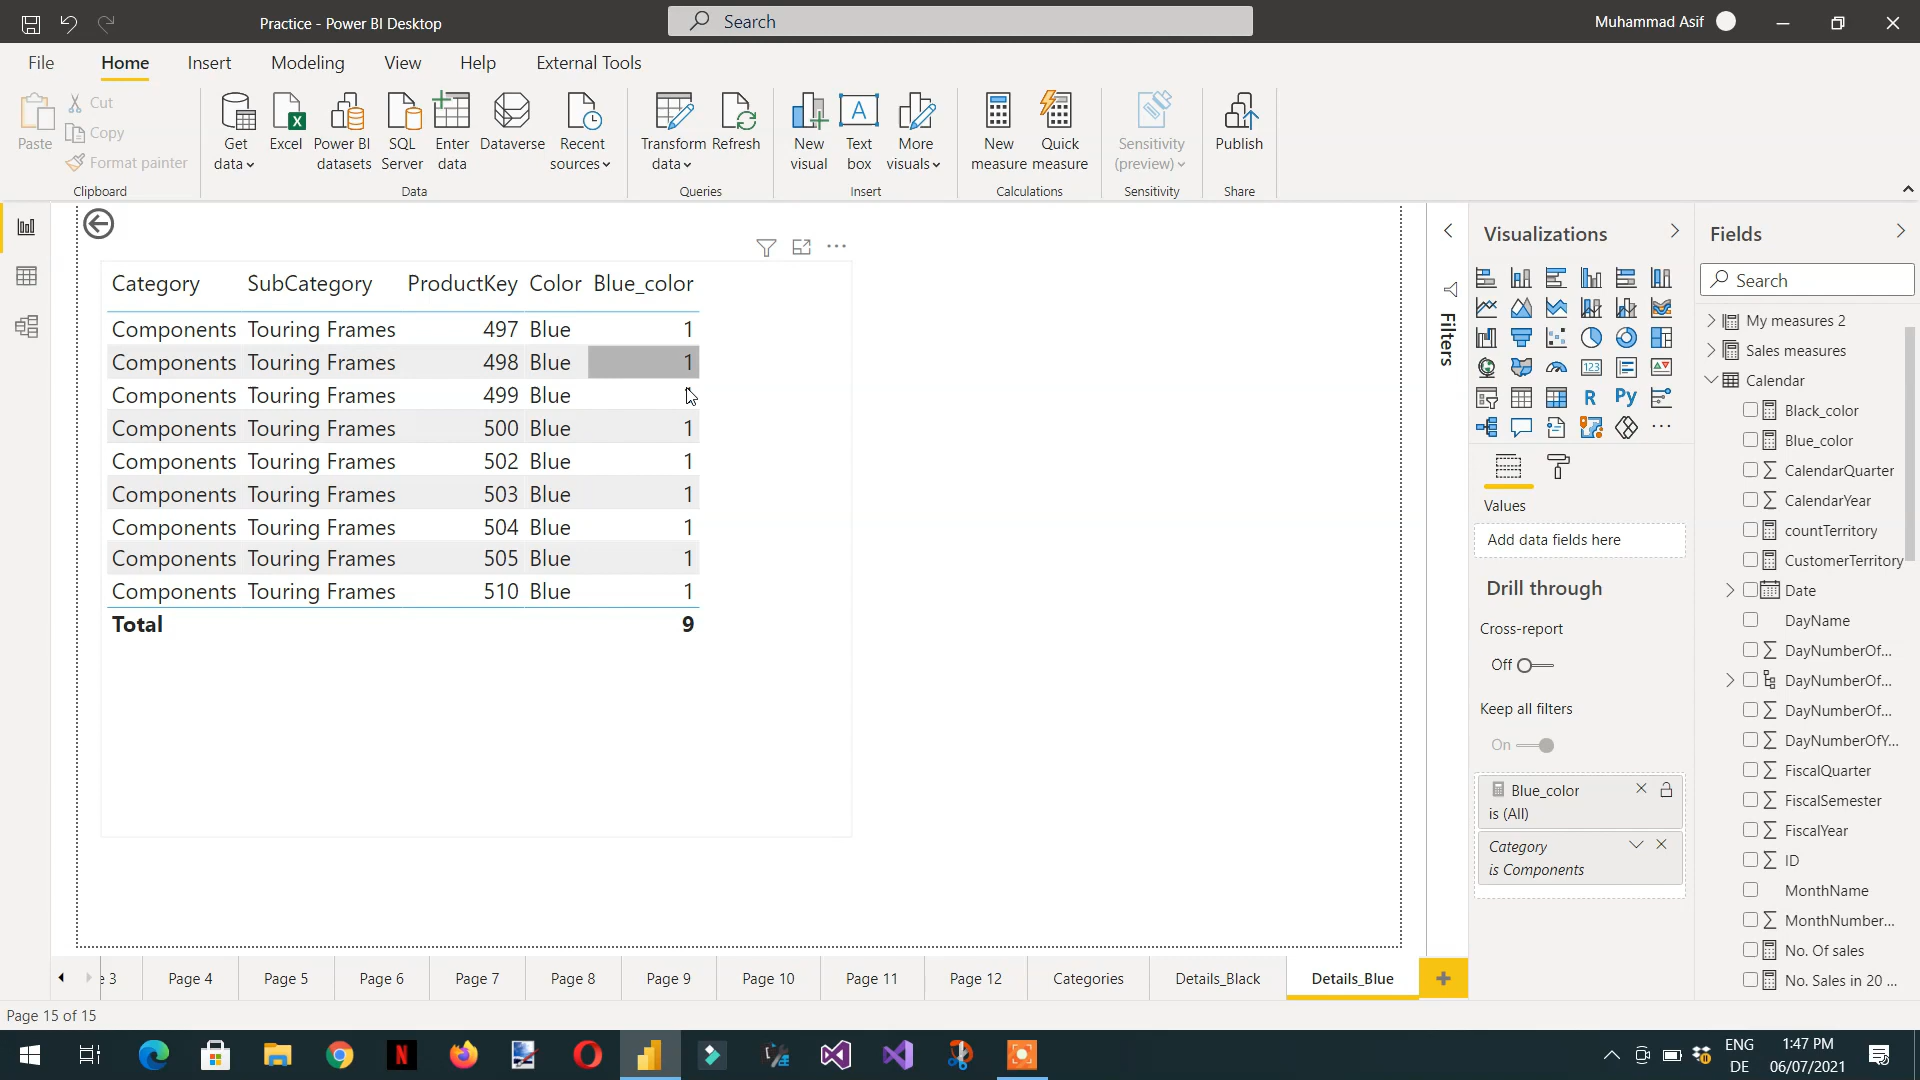 Practice - Power BI Desktop
Search
Muhammad Asif
File Home Insert Modeling View Help External Tools
Paste
Cut
Copy
Format painter
Clipboard
Get data
Excel
Power BI datasets
SQL Server
Enter data
Dataverse
Recent sources
Data
Transform data
Refresh
Queries
New visual
Text box
More visuals
Insert
New measure
Quick measure
Calculations
Sensitivity (preview)
Sensitivity
Publish
Share
Category SubCategory ProductKey Color Blue_color
Components Touring Frames 497 Blue 1
Components Touring Frames 498 Blue 1
Components Touring Frames 499 Blue
Components Touring Frames 500 Blue 1
Components Touring Frames 502 Blue 1
Components Touring Frames 503 Blue 1
Components Touring Frames 504 Blue 1
Components Touring Frames 505 Blue 1
Components Touring Frames 510 Blue 1
Total 9
Filters
Visualizations
123
R
Py
Values
Add data fields here
Drill through
Cross-report
Off
Keep all filters
On
Blue_color
is (All)
Category
is Components
Fields
Search
My measures 2
Sales measures
Calendar
Black_color
Blue_color
CalendarQuarter
CalendarYear
countTerritory
CustomerTerritory
Date
DayName
DayNumberOf...
DayNumberOf...
DayNumberOf...
DayNumberOfY...
FiscalQuarter
FiscalSemester
FiscalYear
ID
MonthName
MonthNumber...
No. Of sales
No. Sales in 20 ...
e 3 Page 4 Page 5 Page 6 Page 7 Page 8 Page 9 Page 10 Page 11 Page 12 Categories Details_Black Details_Blue
Page 15 of 15
ENG
DE
1:47 PM
06/07/2021